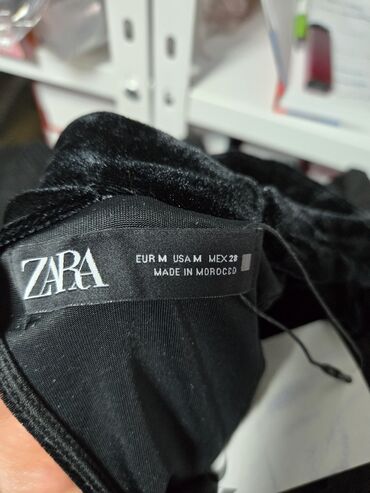 ZARA
EUR M USA M MEX 28
MADE IN MOROCCO